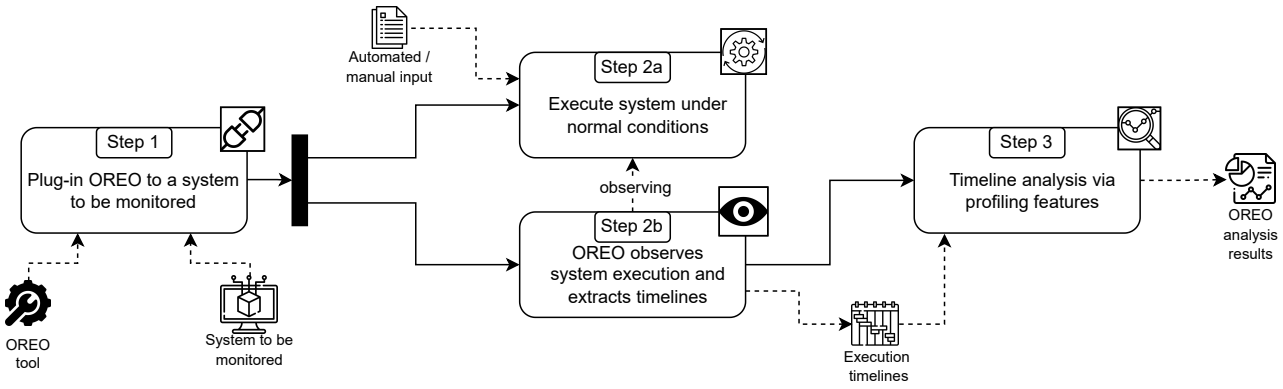 Automated /
manual input
Step 2a
Execute system under
normal conditions
Step 1
Plug-in OREO to a system
to be monitored
observing
Step 2b
OREO observes
system execution and
extracts timelines
Step 3
Timeline analysis via
profiling features
OREO
analysis
results
OREO
tool
System to be
monitored
Execution
timelines